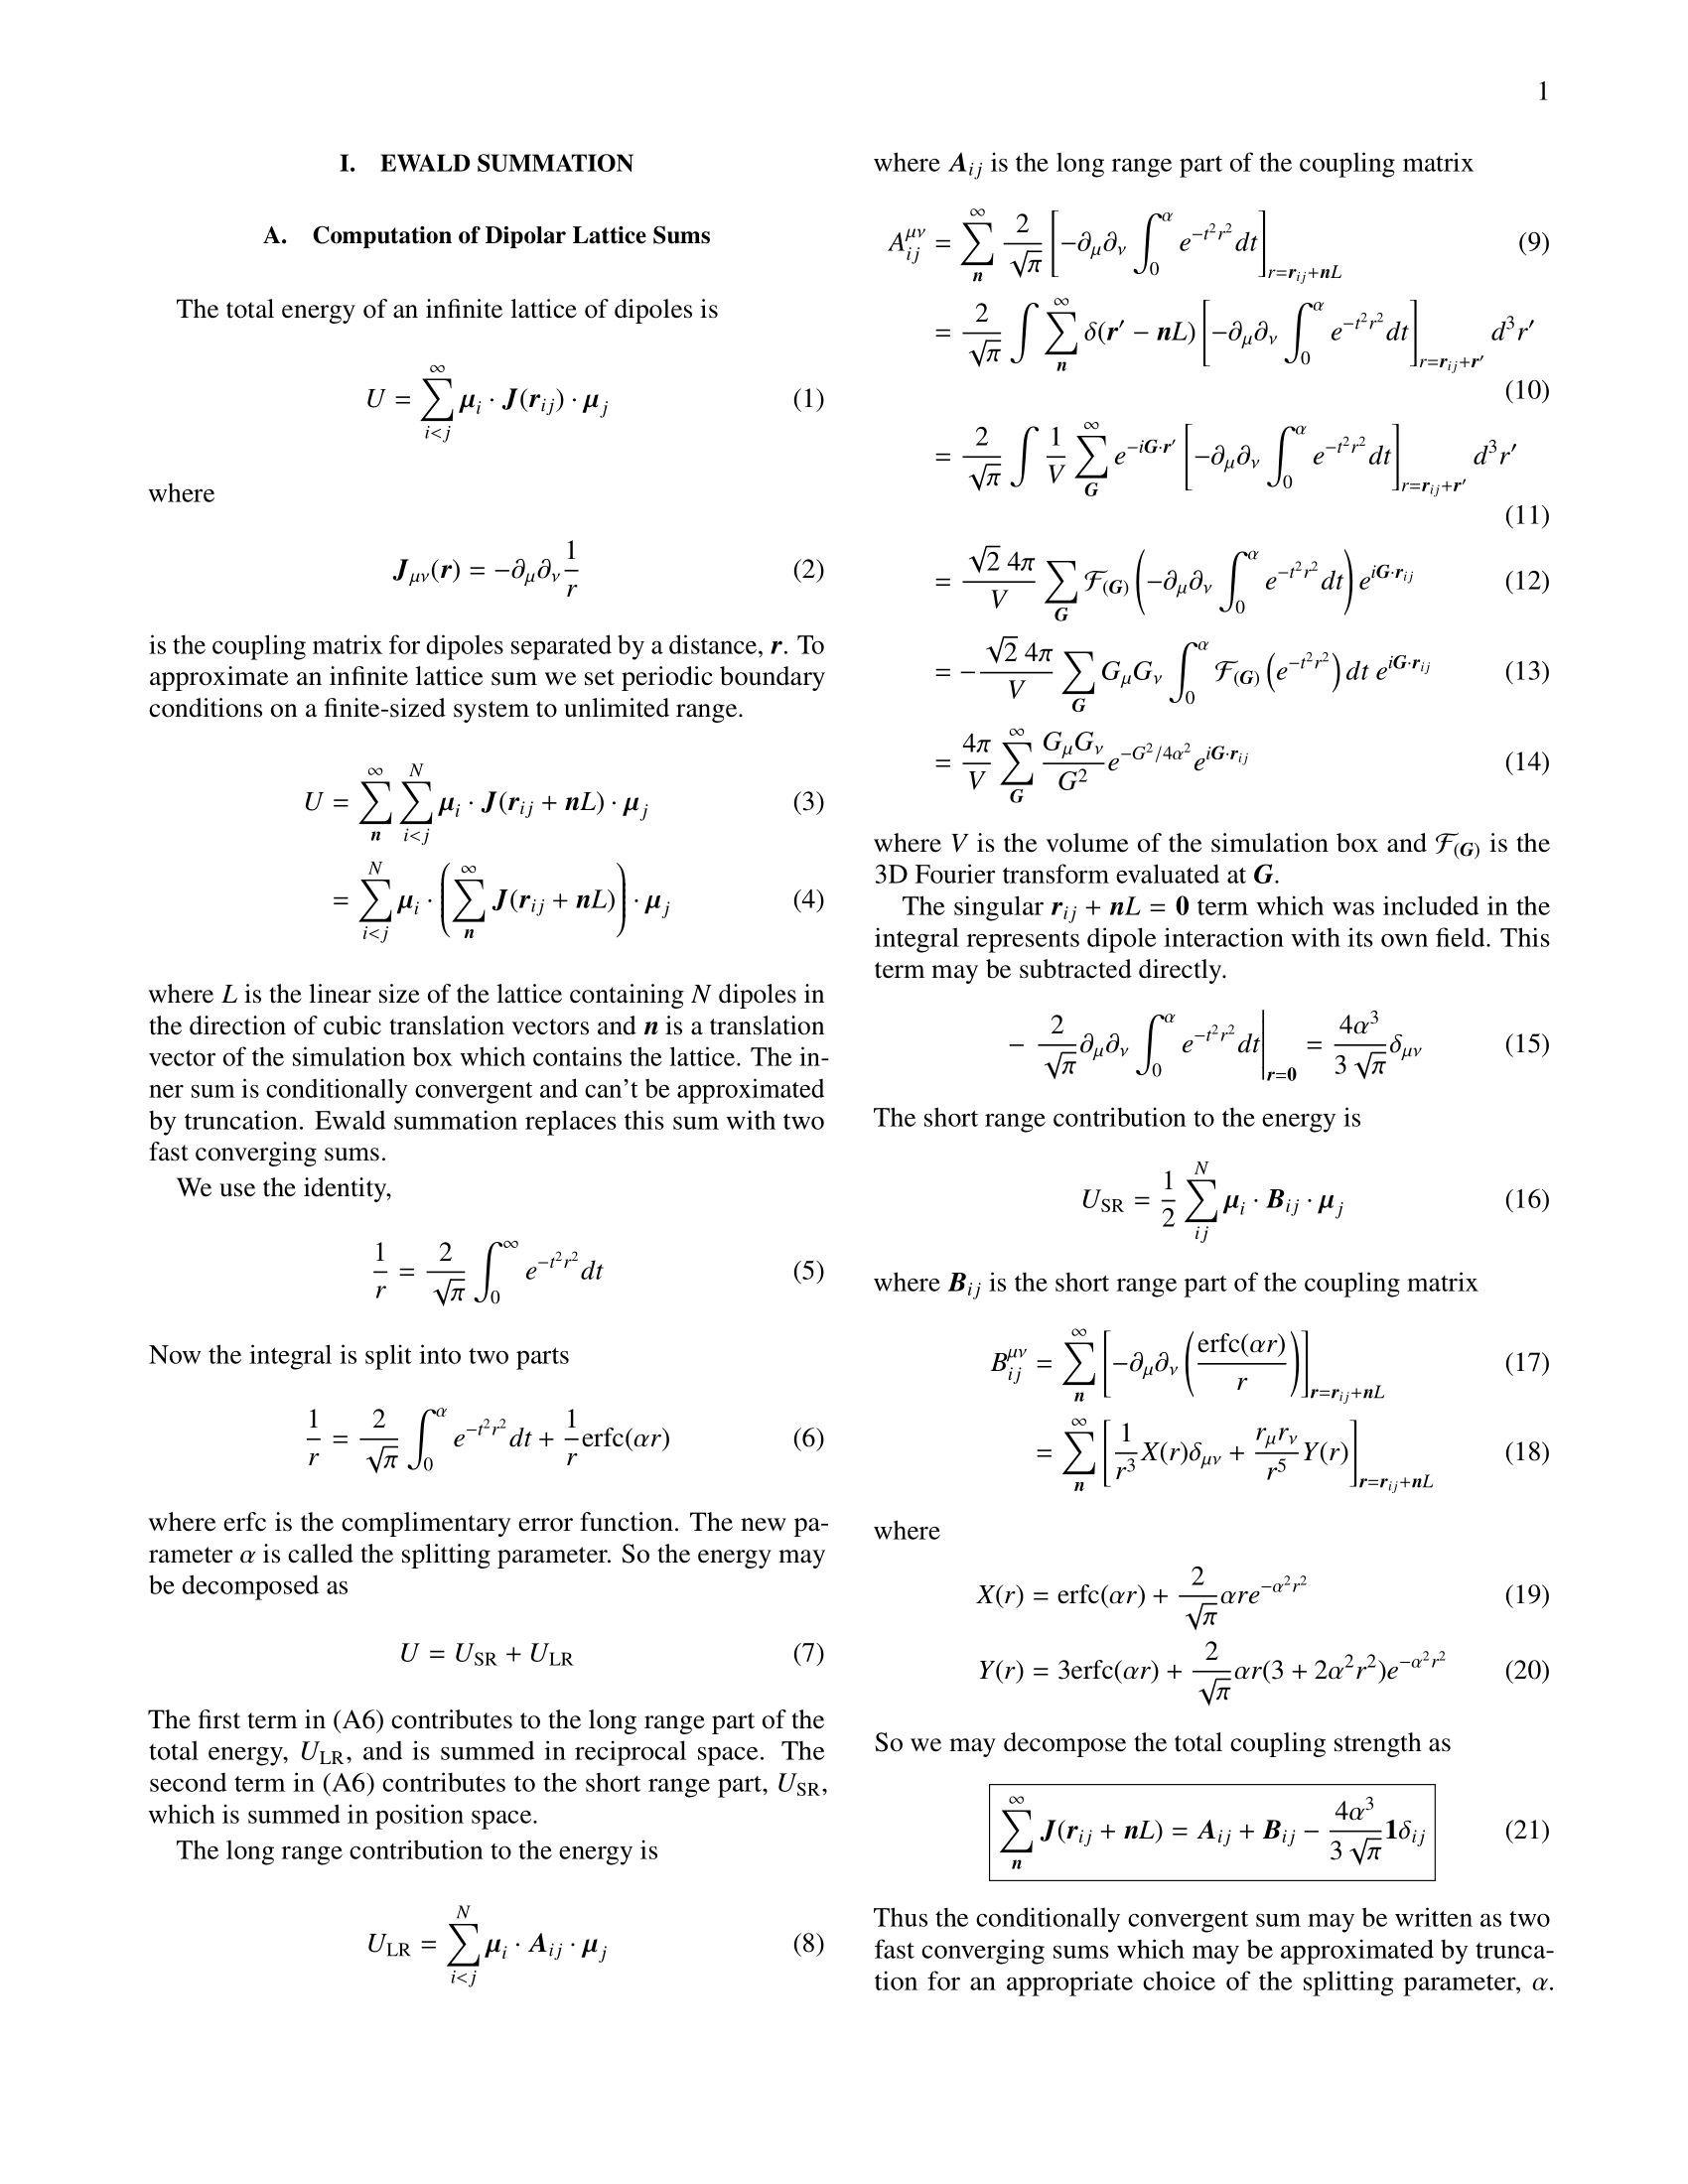 1
I. EWALD SUMMATION
A. Computation of Dipolar Lattice Sums
The total energy of an infinite lattice of dipoles is
$U = \sum_{i<j}^{\infty} \boldsymbol{\mu}_i \cdot \boldsymbol{J}(\boldsymbol{r}_{ij}) \cdot \boldsymbol{\mu}_j$ (1)
where
$\boldsymbol{J}_{\mu\nu}(\boldsymbol{r}) = -\partial_\mu \partial_\nu \frac{1}{r}$ (2)
is the coupling matrix for dipoles separated by a distance, $\boldsymbol{r}$. To
approximate an infinite lattice sum we set periodic boundary
conditions on a finite-sized system to unlimited range.
$U = \sum_{\boldsymbol{n}}^{\infty} \sum_{i<j}^{N} \boldsymbol{\mu}_i \cdot \boldsymbol{J}(\boldsymbol{r}_{ij} + \boldsymbol{n}L) \cdot \boldsymbol{\mu}_j$ (3)
$= \sum_{i<j}^{N} \boldsymbol{\mu}_i \cdot \left( \sum_{\boldsymbol{n}}^{\infty} \boldsymbol{J}(\boldsymbol{r}_{ij} + \boldsymbol{n}L) \right) \cdot \boldsymbol{\mu}_j$ (4)
where $L$ is the linear size of the lattice containing $N$ dipoles in
the direction of cubic translation vectors and $\boldsymbol{n}$ is a translation
vector of the simulation box which contains the lattice. The in-
ner sum is conditionally convergent and can't be approximated
by truncation. Ewald summation replaces this sum with two
fast converging sums.
We use the identity,
$\frac{1}{r} = \frac{2}{\sqrt{\pi}} \int_0^{\infty} e^{-t^2 r^2} dt$ (5)
Now the integral is split into two parts
$\frac{1}{r} = \frac{2}{\sqrt{\pi}} \int_0^{\alpha} e^{-t^2 r^2} dt + \frac{1}{r} \mathrm{erfc}(\alpha r)$ (6)
where erfc is the complimentary error function. The new pa-
rameter $\alpha$ is called the splitting parameter. So the energy may
be decomposed as
$U = U_{\mathrm{SR}} + U_{\mathrm{LR}}$ (7)
The first term in (A6) contributes to the long range part of the
total energy, $U_{\mathrm{LR}}$, and is summed in reciprocal space. The
second term in (A6) contributes to the short range part, $U_{\mathrm{SR}}$,
which is summed in position space.
The long range contribution to the energy is
$U_{\mathrm{LR}} = \sum_{i<j}^{N} \boldsymbol{\mu}_i \cdot \boldsymbol{A}_{ij} \cdot \boldsymbol{\mu}_j$ (8)
where $\boldsymbol{A}_{ij}$ is the long range part of the coupling matrix
$A_{ij}^{\mu\nu} = \sum_{\boldsymbol{n}}^{\infty} \frac{2}{\sqrt{\pi}} \left[ -\partial_\mu \partial_\nu \int_0^{\alpha} e^{-t^2 r^2} dt \right]_{r=\boldsymbol{r}_{ij}+\boldsymbol{n}L}$ (9)
$= \frac{2}{\sqrt{\pi}} \int \sum_{\boldsymbol{n}}^{\infty} \delta(\boldsymbol{r}' - \boldsymbol{n}L) \left[ -\partial_\mu \partial_\nu \int_0^{\alpha} e^{-t^2 r^2} dt \right]_{r=\boldsymbol{r}_{ij}+\boldsymbol{r}'} d^3 r'$
(10)
$= \frac{2}{\sqrt{\pi}} \int \frac{1}{V} \sum_{\boldsymbol{G}}^{\infty} e^{-i\boldsymbol{G}\cdot\boldsymbol{r}'} \left[ -\partial_\mu \partial_\nu \int_0^{\alpha} e^{-t^2 r^2} dt \right]_{r=\boldsymbol{r}_{ij}+\boldsymbol{r}'} d^3 r'$
(11)
$= \frac{\sqrt{2}\, 4\pi}{V} \sum_{\boldsymbol{G}} \mathcal{F}_{(\boldsymbol{G})} \left( -\partial_\mu \partial_\nu \int_0^{\alpha} e^{-t^2 r^2} dt \right) e^{i\boldsymbol{G}\cdot\boldsymbol{r}_{ij}}$ (12)
$= -\frac{\sqrt{2}\, 4\pi}{V} \sum_{\boldsymbol{G}} G_\mu G_\nu \int_0^{\alpha} \mathcal{F}_{(\boldsymbol{G})} \left( e^{-t^2 r^2} \right) dt\, e^{i\boldsymbol{G}\cdot\boldsymbol{r}_{ij}}$ (13)
$= \frac{4\pi}{V} \sum_{\boldsymbol{G}}^{\infty} \frac{G_\mu G_\nu}{G^2} e^{-G^2/4\alpha^2} e^{i\boldsymbol{G}\cdot\boldsymbol{r}_{ij}}$ (14)
where $V$ is the volume of the simulation box and $\mathcal{F}_{(\boldsymbol{G})}$ is the
3D Fourier transform evaluated at $\boldsymbol{G}$.
The singular $\boldsymbol{r}_{ij} + \boldsymbol{n}L = \boldsymbol{0}$ term which was included in the
integral represents dipole interaction with its own field. This
term may be subtracted directly.
$- \frac{2}{\sqrt{\pi}} \partial_\mu \partial_\nu \int_0^{\alpha} e^{-t^2 r^2} dt \Big|_{\boldsymbol{r}=\boldsymbol{0}} = \frac{4\alpha^3}{3\sqrt{\pi}} \delta_{\mu\nu}$ (15)
The short range contribution to the energy is
$U_{\mathrm{SR}} = \frac{1}{2} \sum_{ij}^{N} \boldsymbol{\mu}_i \cdot \boldsymbol{B}_{ij} \cdot \boldsymbol{\mu}_j$ (16)
where $\boldsymbol{B}_{ij}$ is the short range part of the coupling matrix
$B_{ij}^{\mu\nu} = \sum_{\boldsymbol{n}}^{\infty} \left[ -\partial_\mu \partial_\nu \left( \frac{\mathrm{erfc}(\alpha r)}{r} \right) \right]_{\boldsymbol{r}=\boldsymbol{r}_{ij}+\boldsymbol{n}L}$ (17)
$= \sum_{\boldsymbol{n}}^{\infty} \left[ \frac{1}{r^3} X(r) \delta_{\mu\nu} + \frac{r_\mu r_\nu}{r^5} Y(r) \right]_{\boldsymbol{r}=\boldsymbol{r}_{ij}+\boldsymbol{n}L}$ (18)
where
$X(r) = \mathrm{erfc}(\alpha r) + \frac{2}{\sqrt{\pi}} \alpha r e^{-\alpha^2 r^2}$ (19)
$Y(r) = 3\mathrm{erfc}(\alpha r) + \frac{2}{\sqrt{\pi}} \alpha r (3 + 2\alpha^2 r^2) e^{-\alpha^2 r^2}$ (20)
So we may decompose the total coupling strength as
$\sum_{\boldsymbol{n}}^{\infty} \boldsymbol{J}(\boldsymbol{r}_{ij} + \boldsymbol{n}L) = \boldsymbol{A}_{ij} + \boldsymbol{B}_{ij} - \frac{4\alpha^3}{3\sqrt{\pi}} \mathbf{1} \delta_{ij}$ (21)
Thus the conditionally convergent sum may be written as two
fast converging sums which may be approximated by trunca-
tion for an appropriate choice of the splitting parameter, $\alpha$.